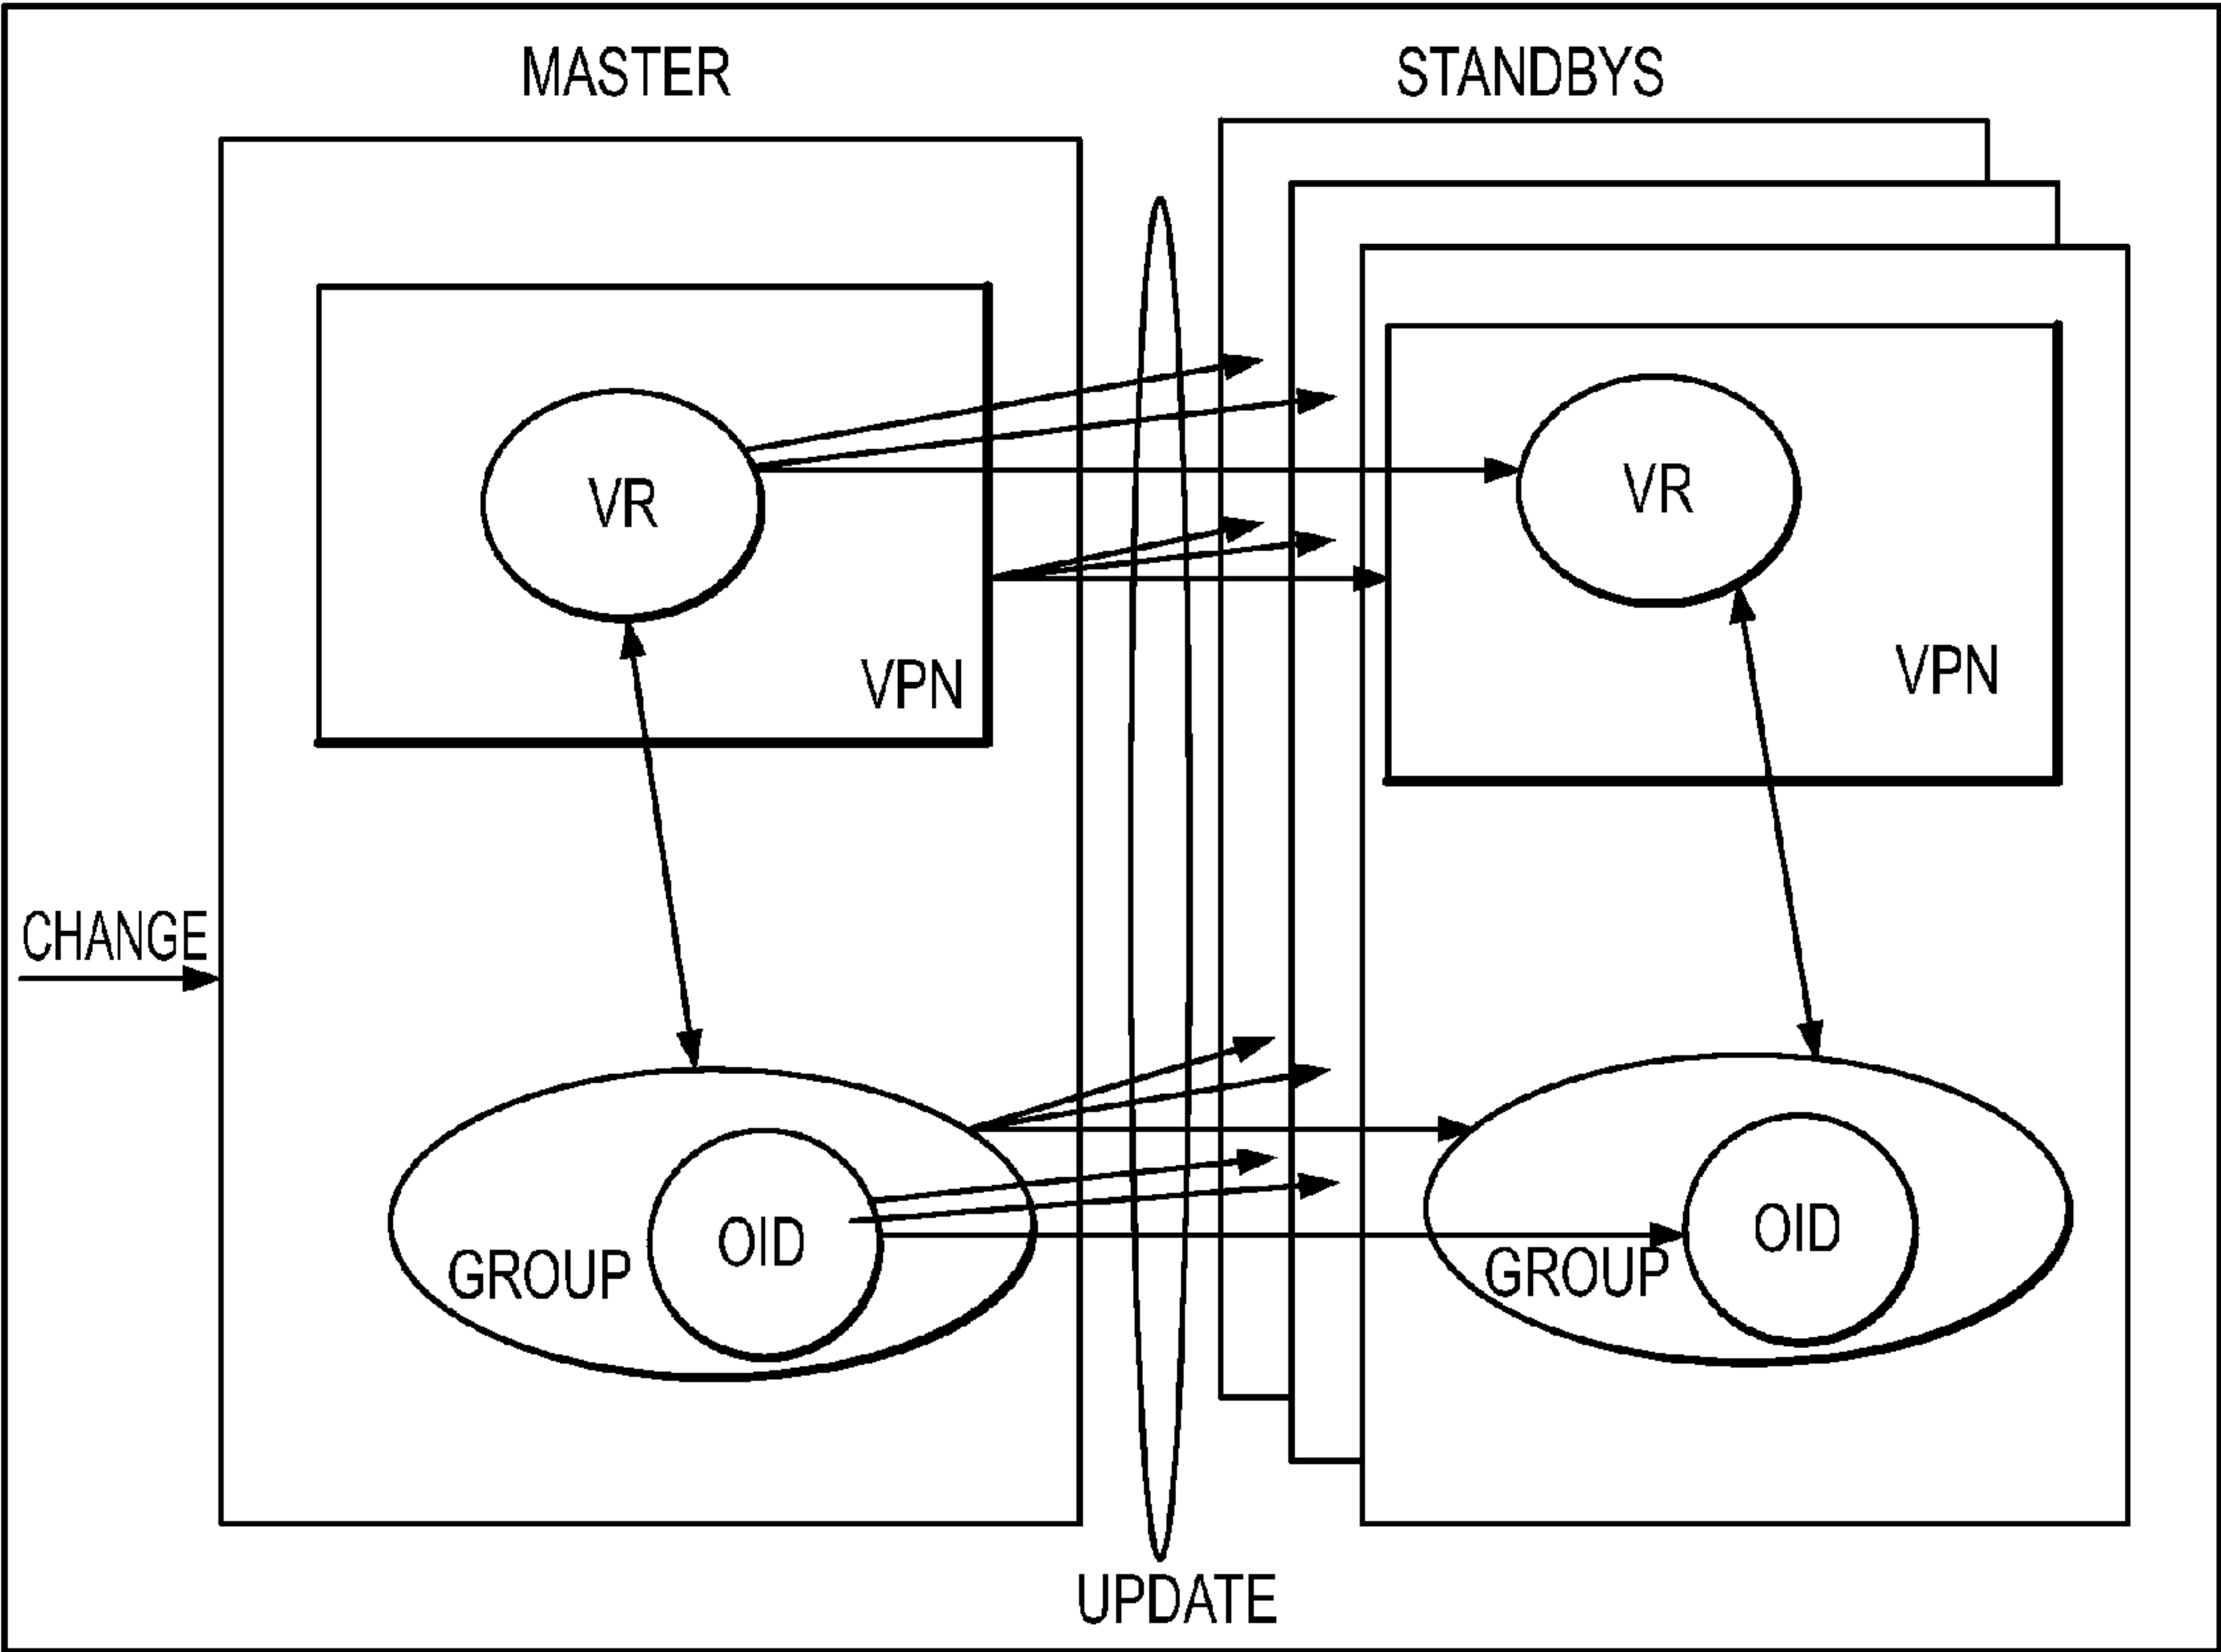 MASTER
STANDBYS
VR
VPN
VR
VPN
CHANGE
GROUP
OID
GROUP
OID
UPDATE